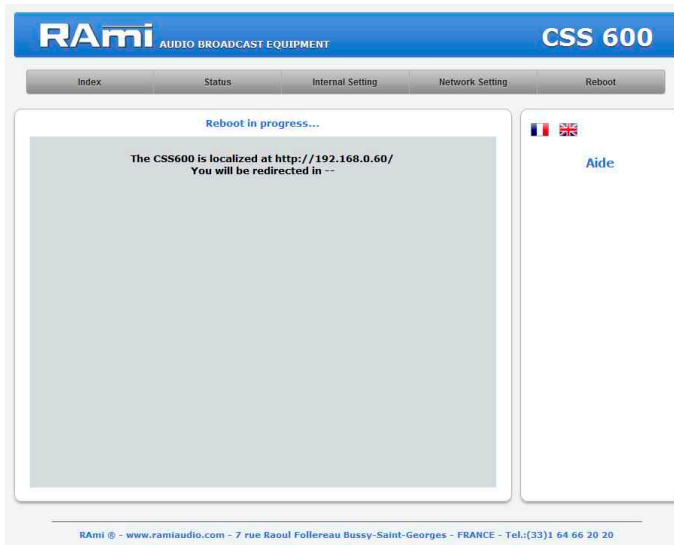 RAmi AUDIO BROADCAST EQUIPMENT
CSS 600
Index Status Internal Setting Network Setting Reboot
Reboot in progress...
The CSS600 is localized at http://192.168.0.60/
You will be redirected in --
Aide
RAmi ® - www.ramiaudio.com - 7 rue Raoul Follereau Bussy-Saint-Georges - FRANCE - Tel.:(33)1 64 66 20 20